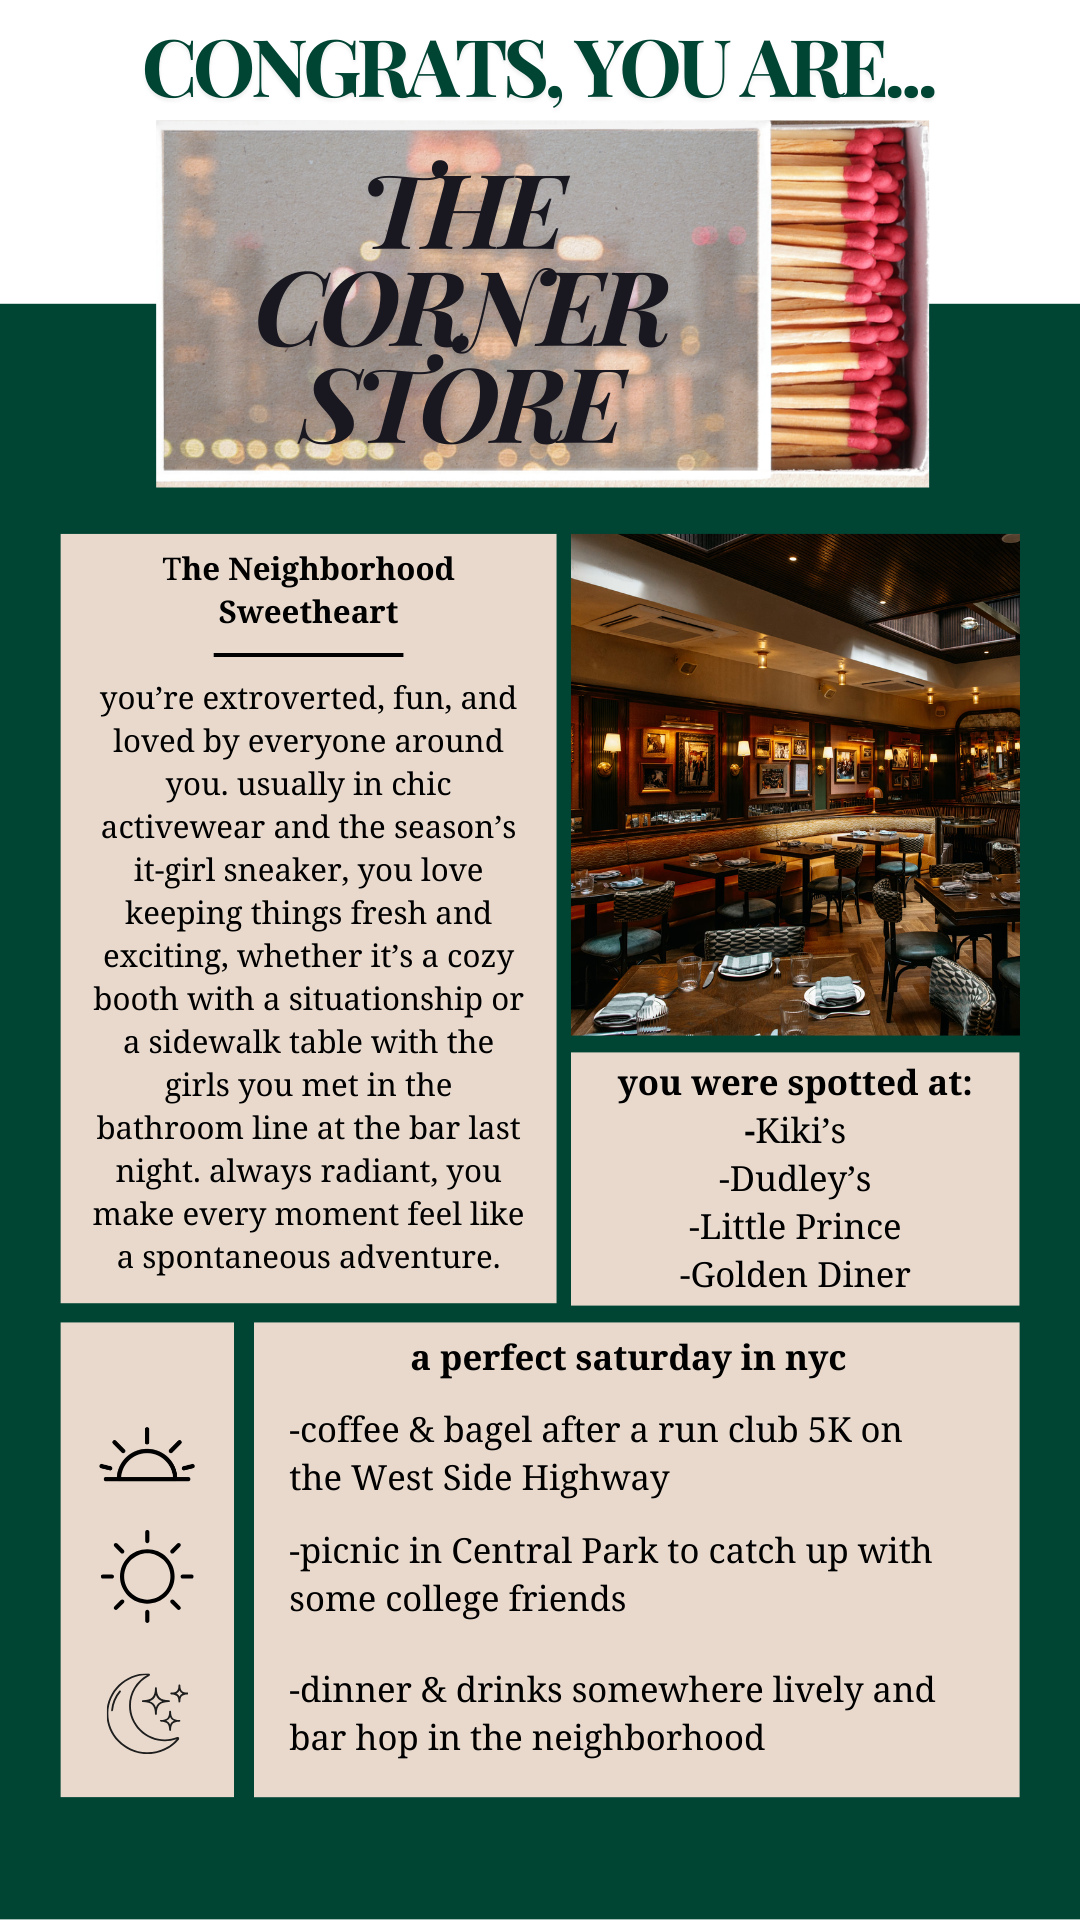 CONGRATS, YOU ARE...
THE
CORNER
STORE
The Neighborhood
Sweetheart
you’re extroverted, fun, and
loved by everyone around
you. usually in chic
activewear and the season’s
it-girl sneaker, you love
keeping things fresh and
exciting, whether it’s a cozy
booth with a situationship or
a sidewalk table with the
girls you met in the
bathroom line at the bar last
night. always radiant, you
make every moment feel like
a spontaneous adventure.
you were spotted at:
-Kiki’s
-Dudley’s
-Little Prince
-Golden Diner
a perfect saturday in nyc
-coffee & bagel after a run club 5K on
the West Side Highway
-picnic in Central Park to catch up with
some college friends
-dinner & drinks somewhere lively and
bar hop in the neighborhood